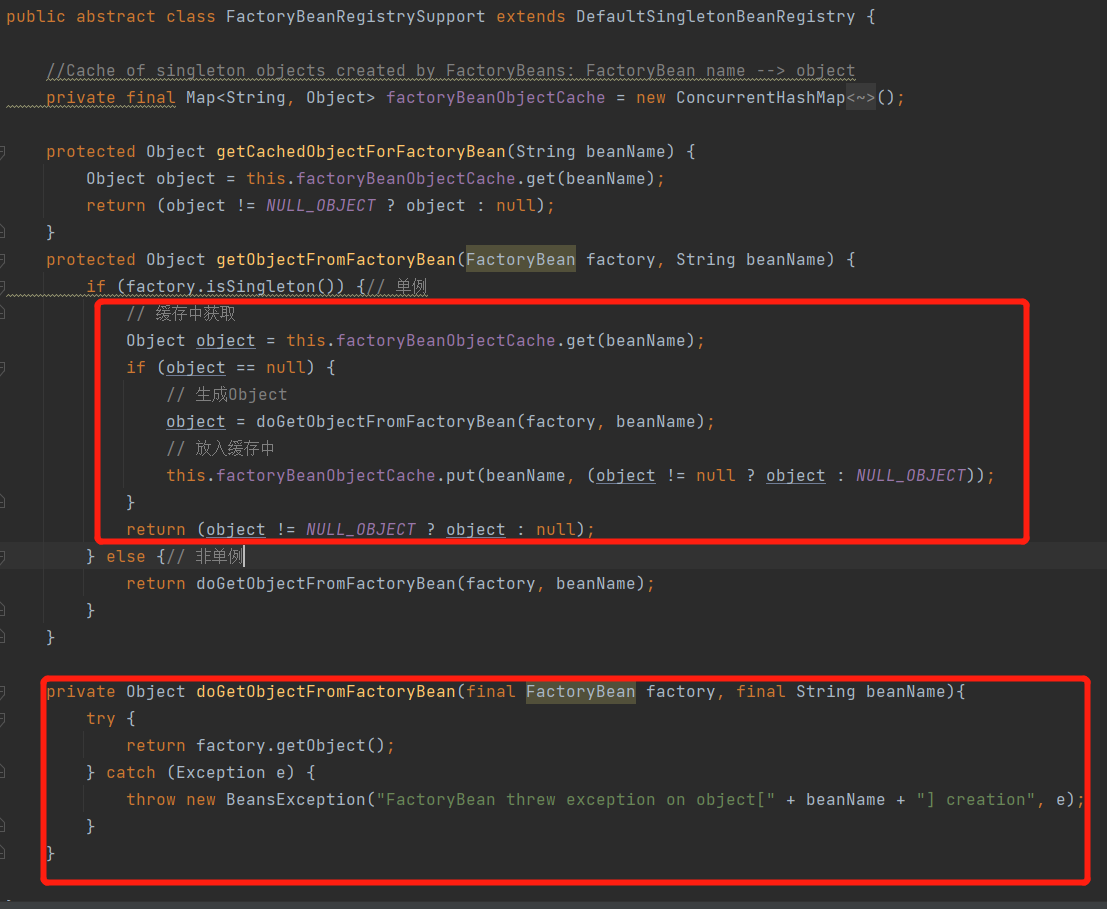 public abstract class FactoryBeanRegistrySupport extends DefaultSingletonBeanRegistry {
//Cache of singleton objects created by FactoryBeans: FactoryBean name --> object
private final Map<String, Object> factoryBeanObjectCache = new ConcurrentHashMap<~>();
protected Object getCachedObjectForFactoryBean(String beanName) {
Object object = this.factoryBeanObjectCache.get(beanName);
return (object != NULL_OBJECT ? object : null);
}
protected Object getObjectFromFactoryBean(FactoryBean factory, String beanName) {
if (factory.isSingleton()) {// 单例
// 缓存中获取
Object object = this.factoryBeanObjectCache.get(beanName);
if (object == null) {
// 生成Object
object = doGetObjectFromFactoryBean(factory, beanName);
// 放入缓存中
this.factoryBeanObjectCache.put(beanName, (object != null ? object : NULL_OBJECT));
}
return (object != NULL_OBJECT ? object : null);
} else {// 非单例
return doGetObjectFromFactoryBean(factory, beanName);
}
}
private Object doGetObjectFromFactoryBean(final FactoryBean factory, final String beanName){
try {
return factory.getObject();
} catch (Exception e) {
throw new BeansException("FactoryBean threw exception on object[" + beanName + "] creation", e);
}
}